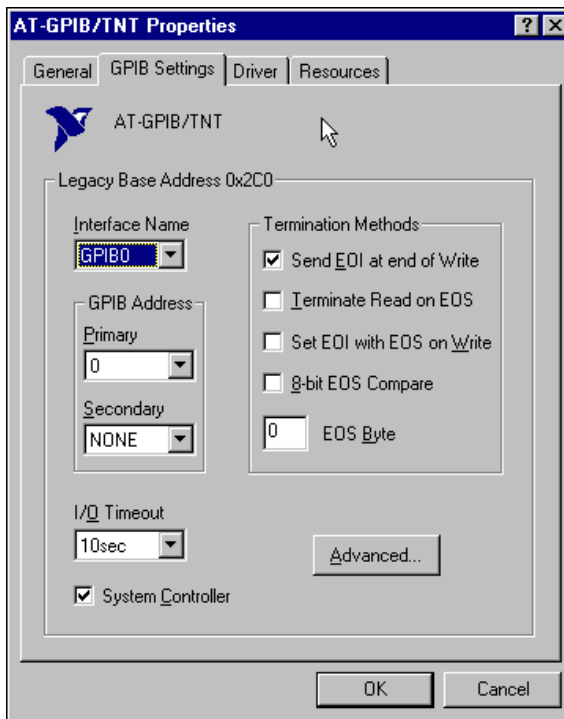 AT-GPIB/TNT Properties
General GPIB Settings Driver Resources
AT-GPIB/TNT
Legacy Base Address 0x2C0
Interface Name
GPIB0
GPIB Address
Primary
0
Secondary
NONE
Termination Methods
Send EOI at end of Write
Terminate Read on EOS
Set EOI with EOS on Write
8-bit EOS Compare
0 EOS Byte
I/O Timeout
10sec
Advanced...
System Controller
OK Cancel